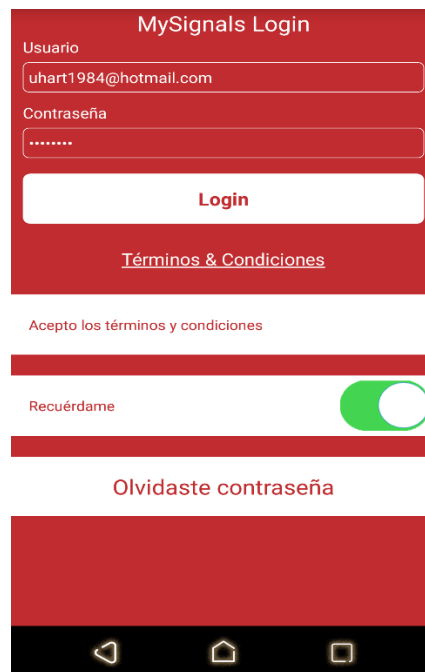 MySignals Login
Usuario
uhart1984@hotmail.com
Contraseña
••••••••
Login
Términos & Condiciones
Acepto los términos y condiciones
Recuérdame
Olvidaste contraseña